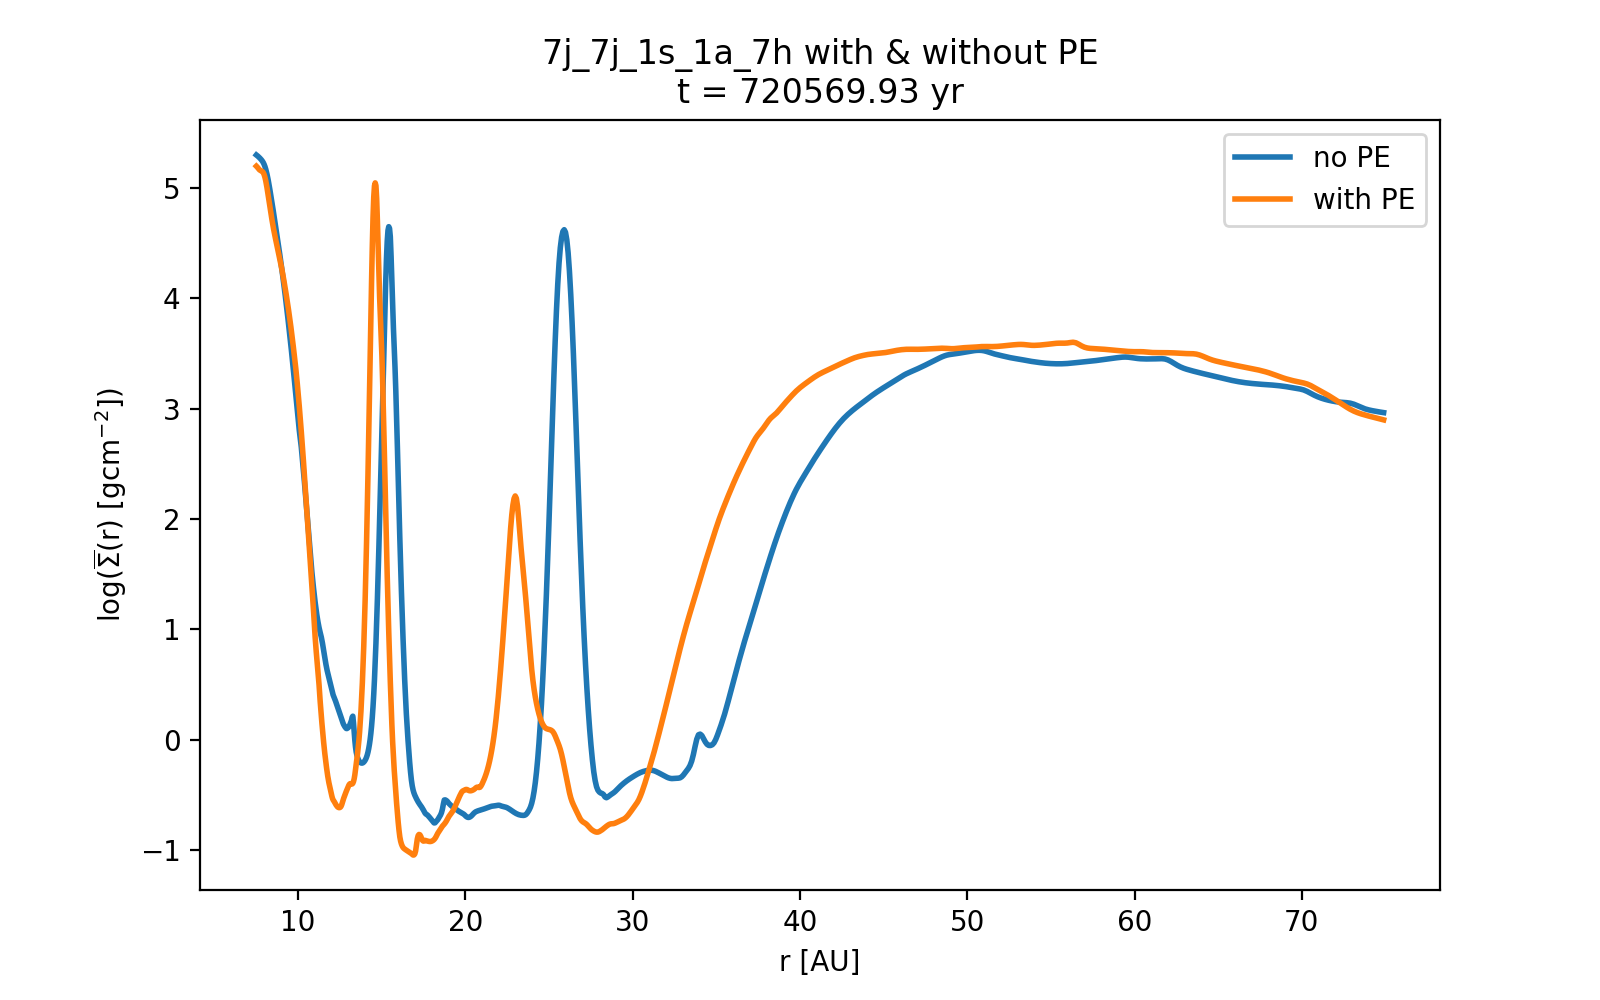 7j_7j_1s_1a_7h with & without PE
t = 720569.93 yr
no PE
with PE
log(Σ̅(r) [gcm⁻²])
5
4
3
2
1
0
−1
10 20 30 40 50 60 70
r [AU]